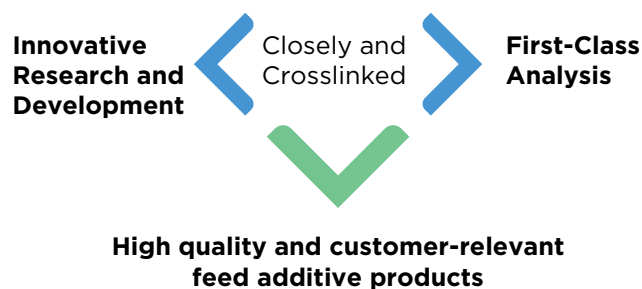 Innovative
Research and
Development
Closely and
Crosslinked
First-Class
Analysis
High quality and customer-relevant
feed additive products